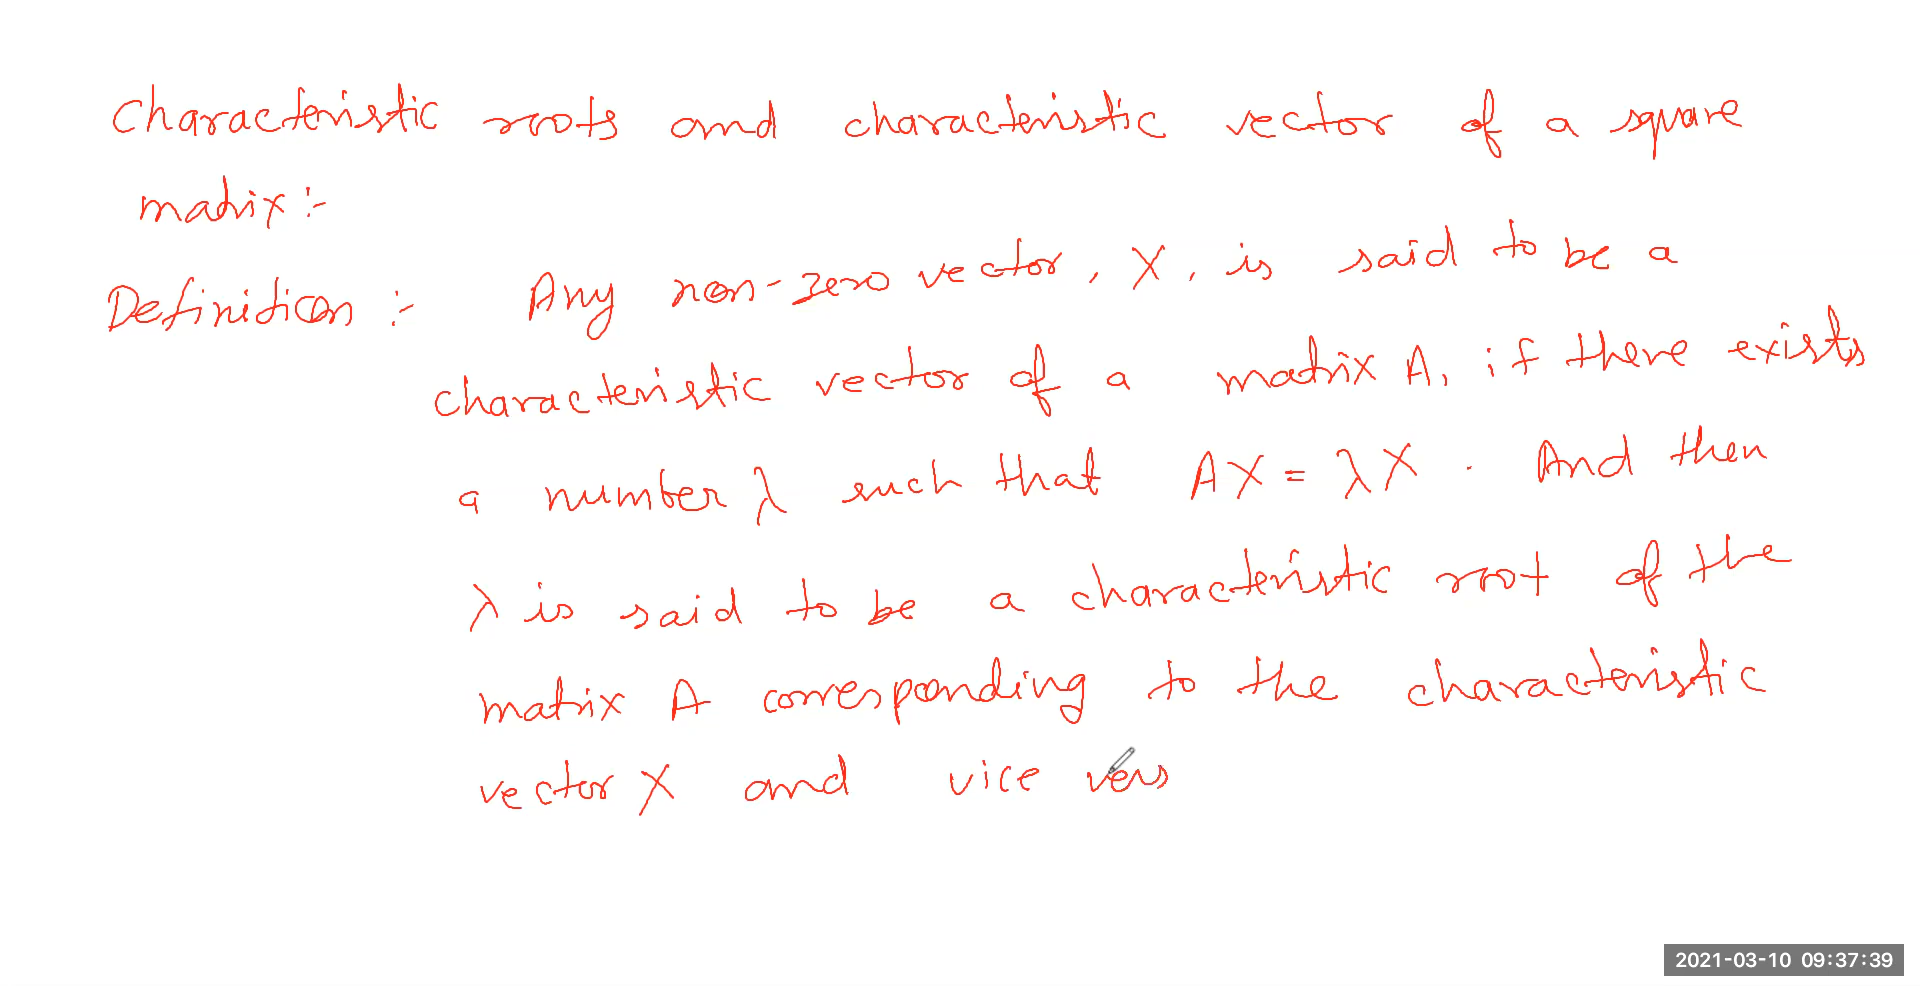 Characteristic roots and characteristic vector of a square
matrix :-
Definition :- Any non-zero vector, X, is said to be a
characteristic vector of a matrix A, if there exists
a number λ such that AX = λX . And then
λ is said to be a characteristic root of the
matrix A corresponding to the characteristic
vector X and vice vers
2021-03-10 09:37:39